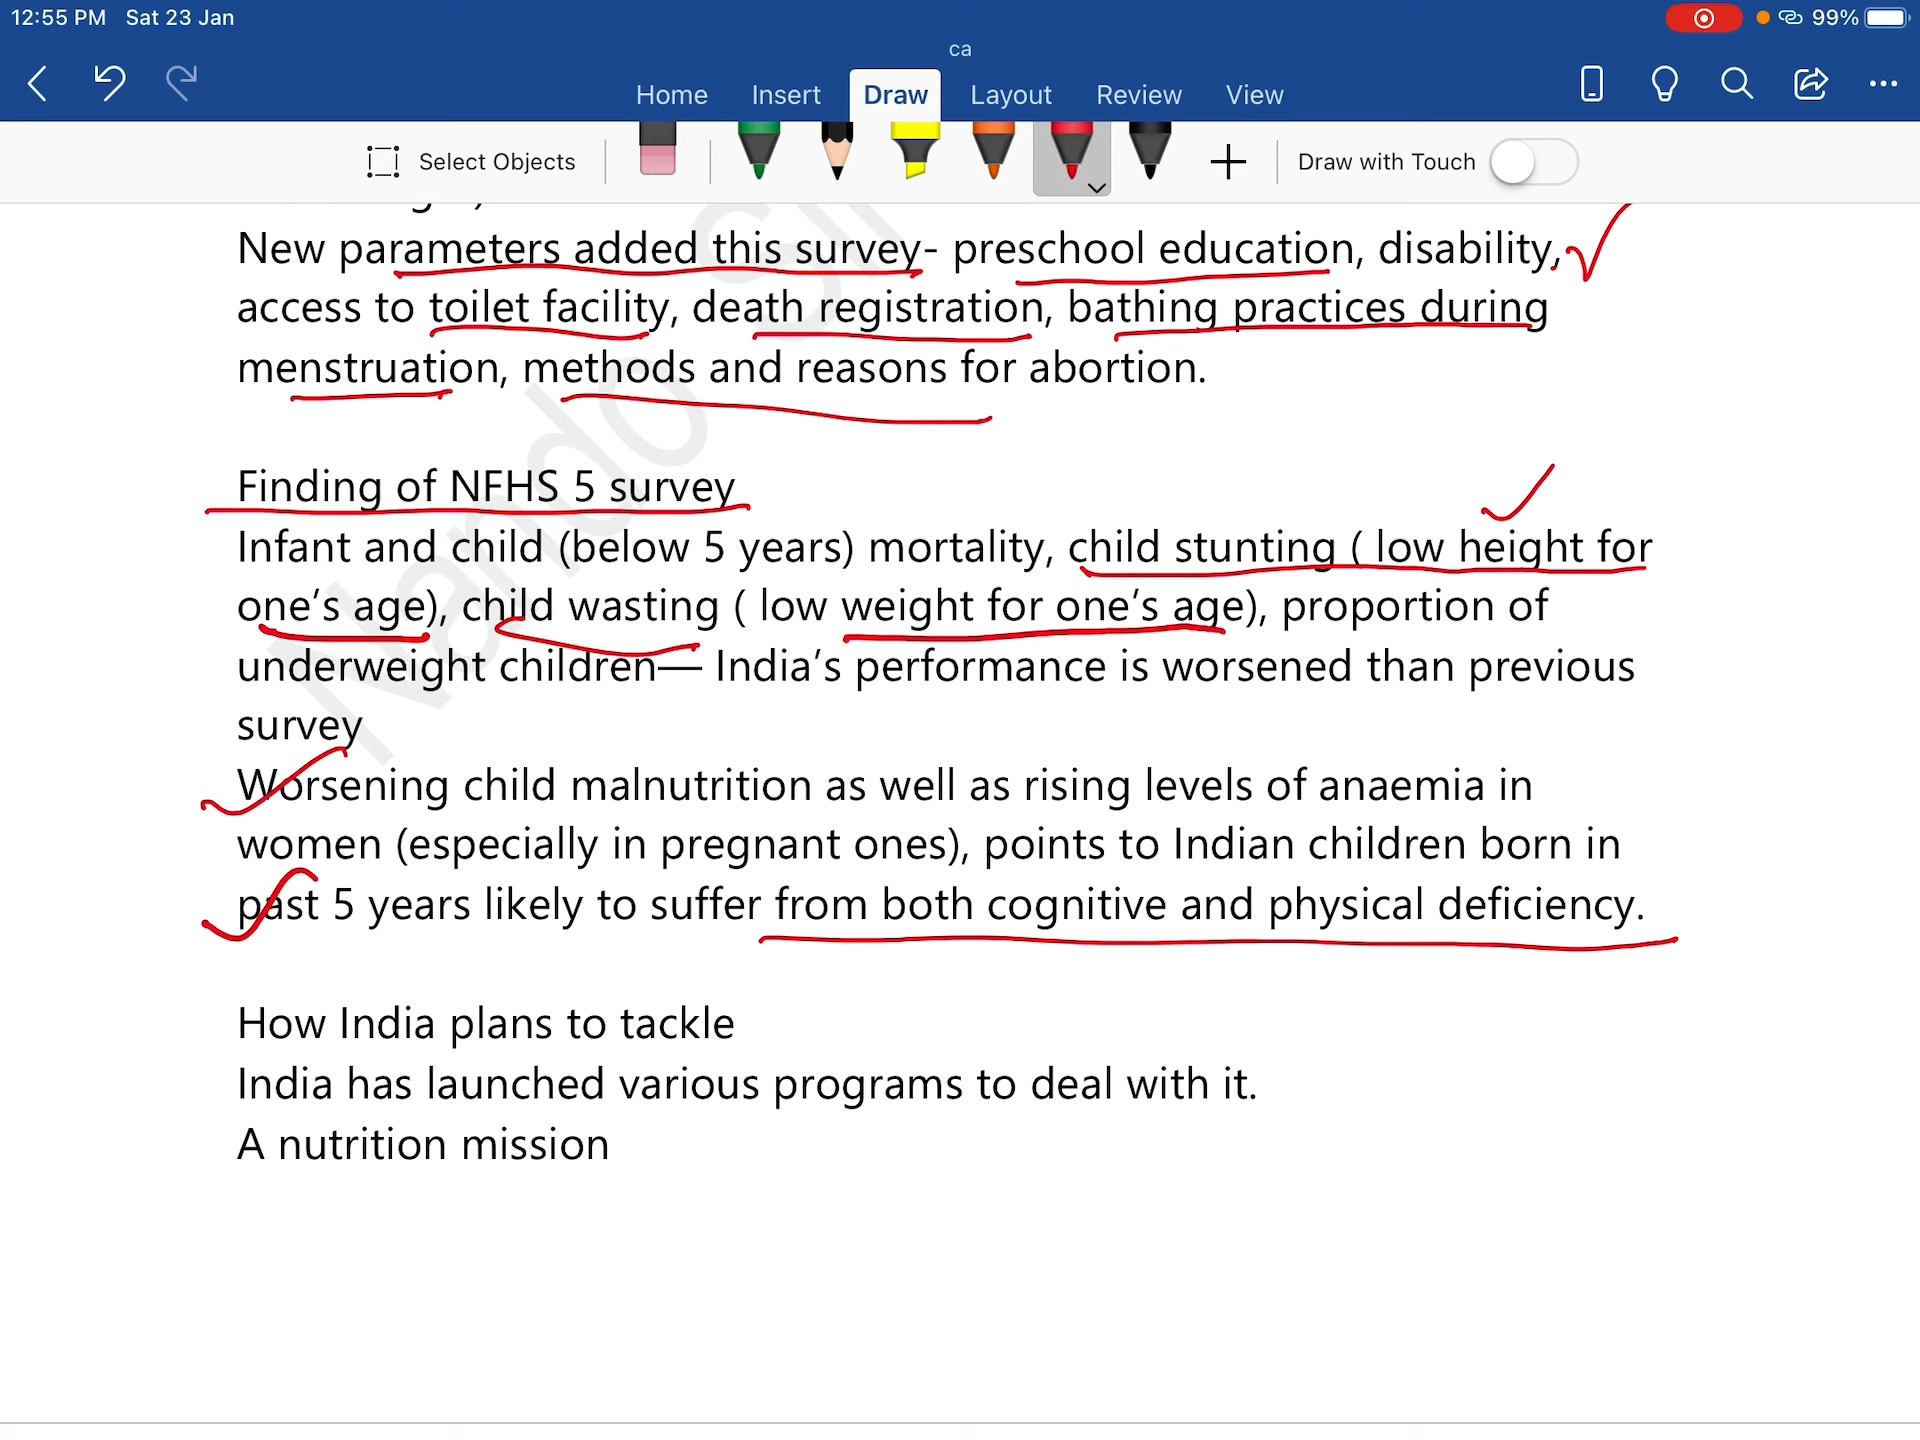 12:55 PM Sat 23 Jan 99%
ca
Home Insert Draw Layout Review View
Select Objects Draw with Touch
New parameters added this survey- preschool education, disability,
access to toilet facility, death registration, bathing practices during
menstruation, methods and reasons for abortion.
Finding of NFHS 5 survey
Infant and child (below 5 years) mortality, child stunting ( low height for
one’s age), child wasting ( low weight for one’s age), proportion of
underweight children— India’s performance is worsened than previous
survey
Worsening child malnutrition as well as rising levels of anaemia in
women (especially in pregnant ones), points to Indian children born in
past 5 years likely to suffer from both cognitive and physical deficiency.
How India plans to tackle
India has launched various programs to deal with it.
A nutrition mission